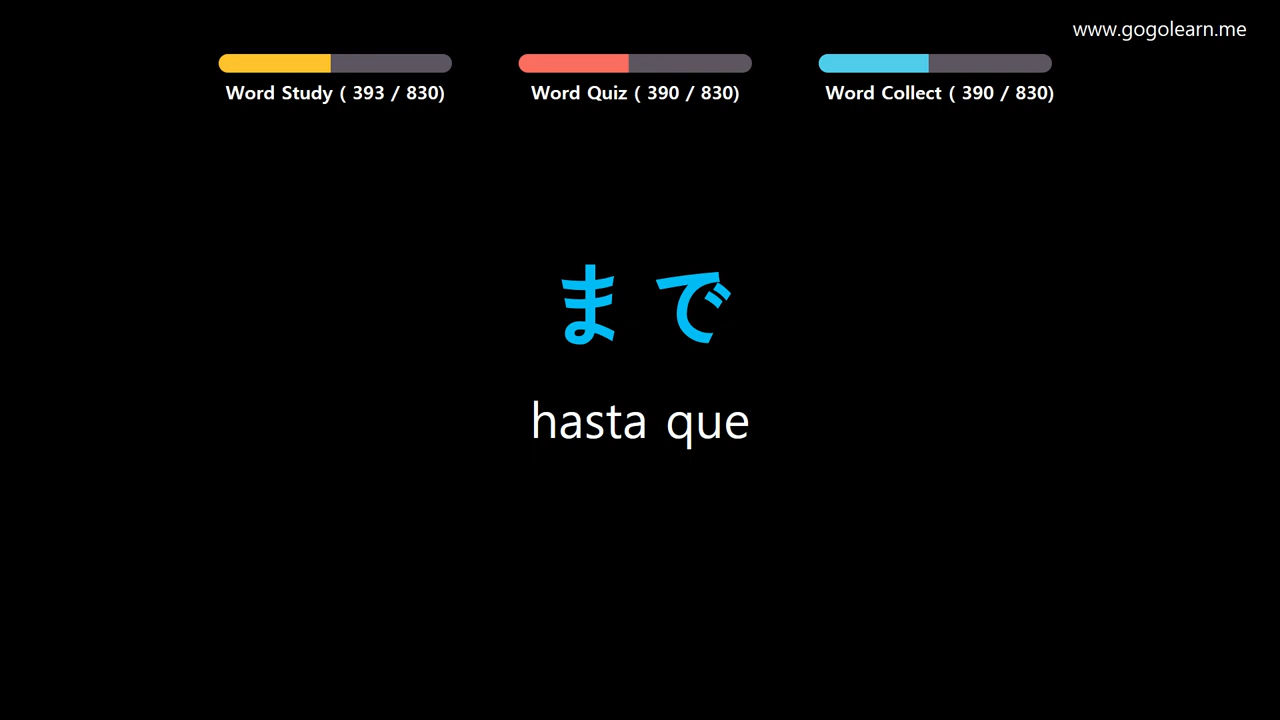 www.gogolearn.me
Word Study ( 393 / 830)
Word Quiz ( 390 / 830)
Word Collect ( 390 / 830)
まで
hasta que